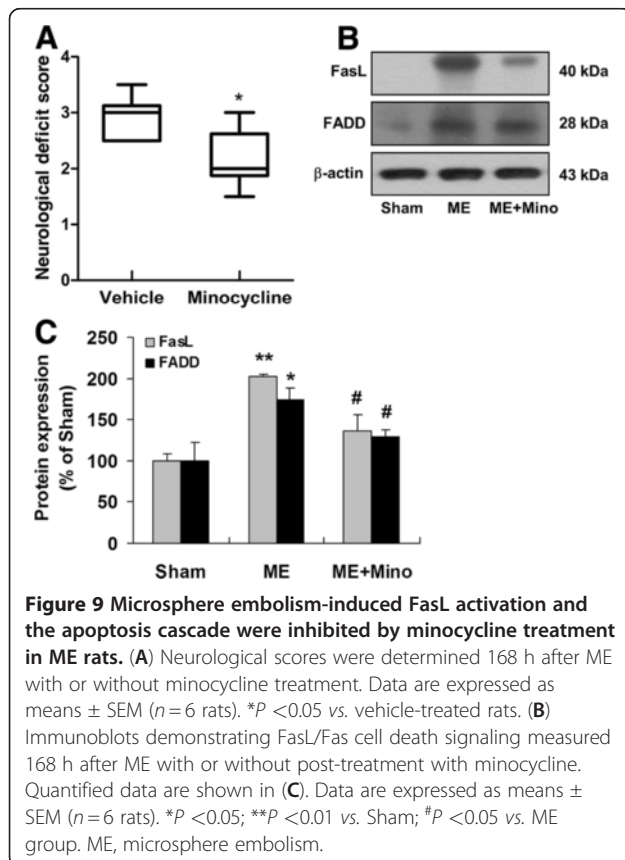 A
Neurological deficit score
4
3
2
1
0
*
Vehicle Minocycline
B
FasL 40 kDa
FADD 28 kDa
β-actin 43 kDa
Sham ME ME+Mino
C
Protein expression
(% of Sham)
250
200
150
100
50
0
FasL
FADD
** * # #
Sham ME ME+Mino
Figure 9 Microsphere embolism-induced FasL activation and
the apoptosis cascade were inhibited by minocycline treatment
in ME rats. (A) Neurological scores were determined 168 h after ME
with or without minocycline treatment. Data are expressed as
means ± SEM (n = 6 rats). *P <0.05 vs. vehicle-treated rats. (B)
Immunoblots demonstrating FasL/Fas cell death signaling measured
168 h after ME with or without post-treatment with minocycline.
Quantified data are shown in (C). Data are expressed as means ±
SEM (n = 6 rats). *P <0.05; **P <0.01 vs. Sham; #P <0.05 vs. ME
group. ME, microsphere embolism.